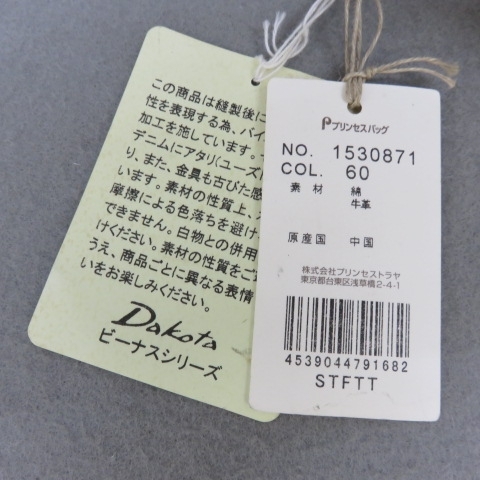 この商品は縫製後に
性を表現する為、バイ
加工を施しています。
デニムにアタリ(ユーズ
り、また、金具も古びた感
います。素材の性質上、
摩擦による色落ちを避け
できません。白物との併用
けください。素材の性質をご
うえ、商品ごとに異なる表情
いをお楽しみください。
Dakota
ビーナスシリーズ
プリンセスバッグ
NO. 1530871
COL. 60
素材 綿
牛革
原産国 中国
株式会社プリンセストラヤ
東京都台東区浅草橋2-4-1
4539044791682
STFTT